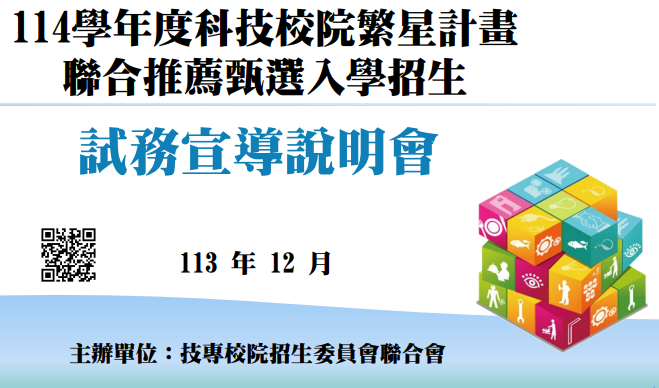 114學年度科技校院繁星計畫
聯合推薦甄選入學招生
試務宣導說明會
113 年 12 月
主辦單位：技專校院招生委員會聯合會